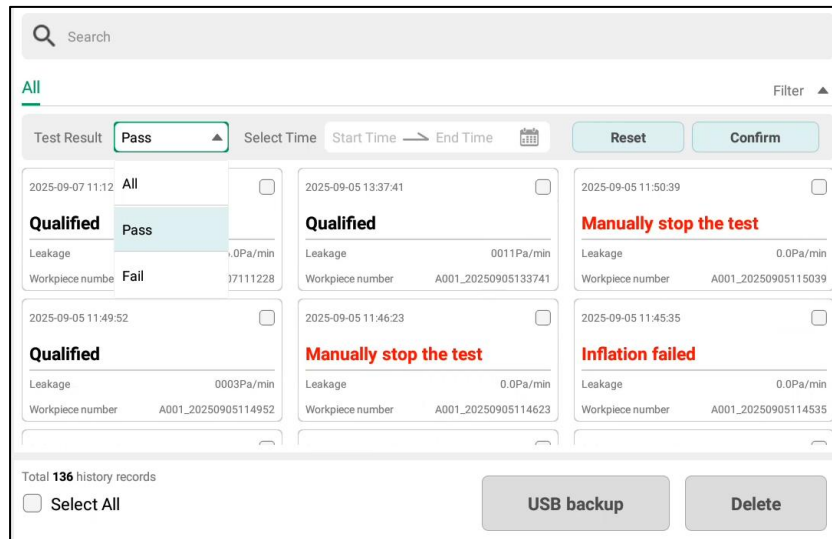 Search
All
Filter
Test Result Pass Select Time Start Time End Time Reset Confirm
All
Pass
Fail
2025-09-07 11:12
Qualified
Leakage .0Pa/min
Workpiece numbe 07111228
2025-09-05 13:37:41
Qualified
Leakage 0011Pa/min
Workpiece number A001_20250905133741
2025-09-05 11:50:39
Manually stop the test
Leakage 0.0Pa/min
Workpiece number A001_20250905115039
2025-09-05 11:49:52
Qualified
Leakage 0003Pa/min
Workpiece number A001_20250905114952
2025-09-05 11:46:23
Manually stop the test
Leakage 0.0Pa/min
Workpiece number A001_20250905114623
2025-09-05 11:45:35
Inflation failed
Leakage 0.0Pa/min
Workpiece number A001_20250905114535
Total 136 history records
Select All
USB backup
Delete